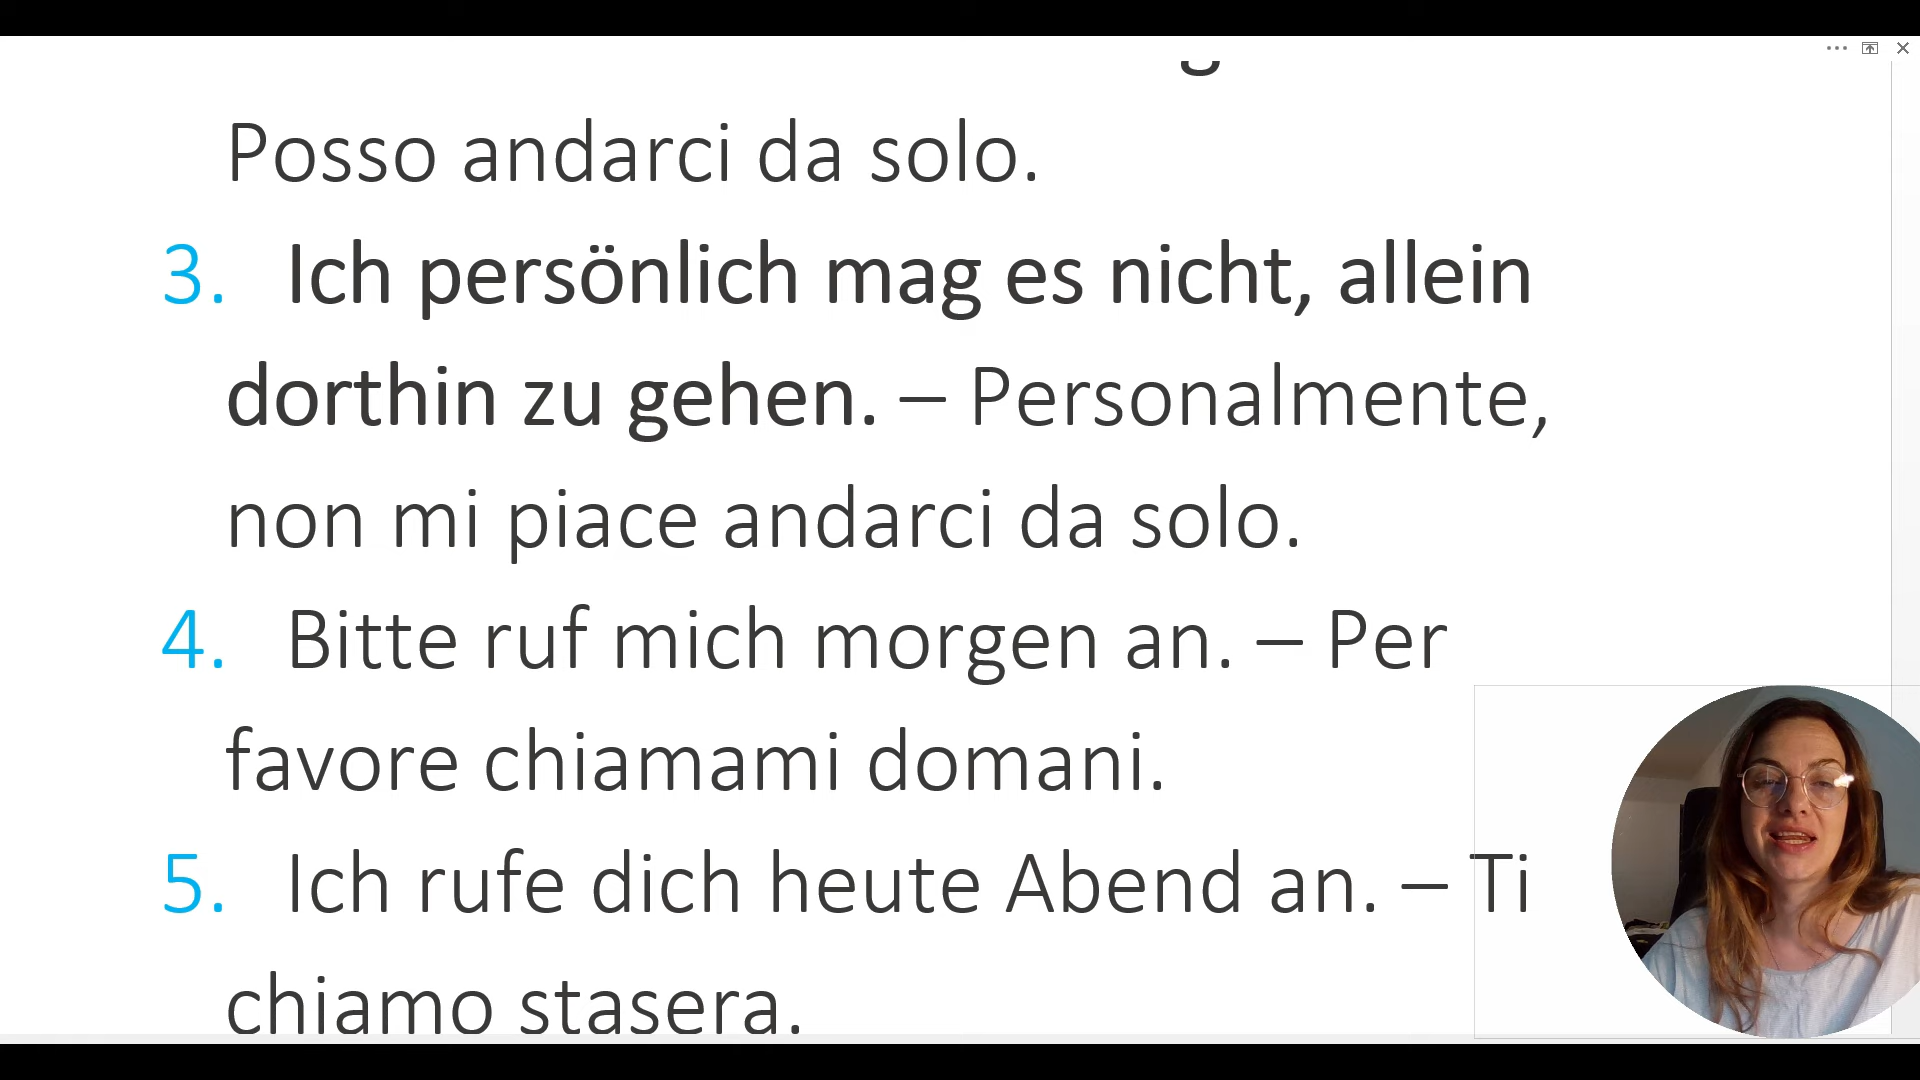 Posso andarci da solo.
3. Ich persönlich mag es nicht, allein
dorthin zu gehen. – Personalmente,
non mi piace andarci da solo.
4. Bitte ruf mich morgen an. – Per
favore chiamami domani.
5. Ich rufe dich heute Abend an. – Ti
chiamo stasera.